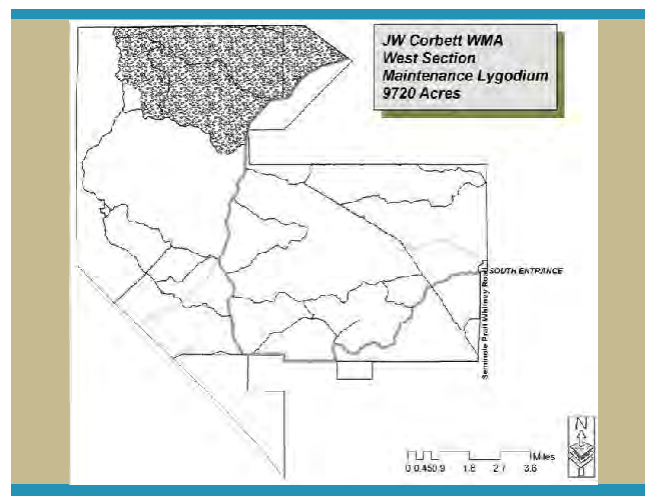 JW Corbett WMA
West Section
Maintenance Lygodium
9720 Acres
SOUTH ENTRANCE
Seminole Pratt Whitney Road
N
0 0.45 0.9 1.8 2.7 3.6 Miles